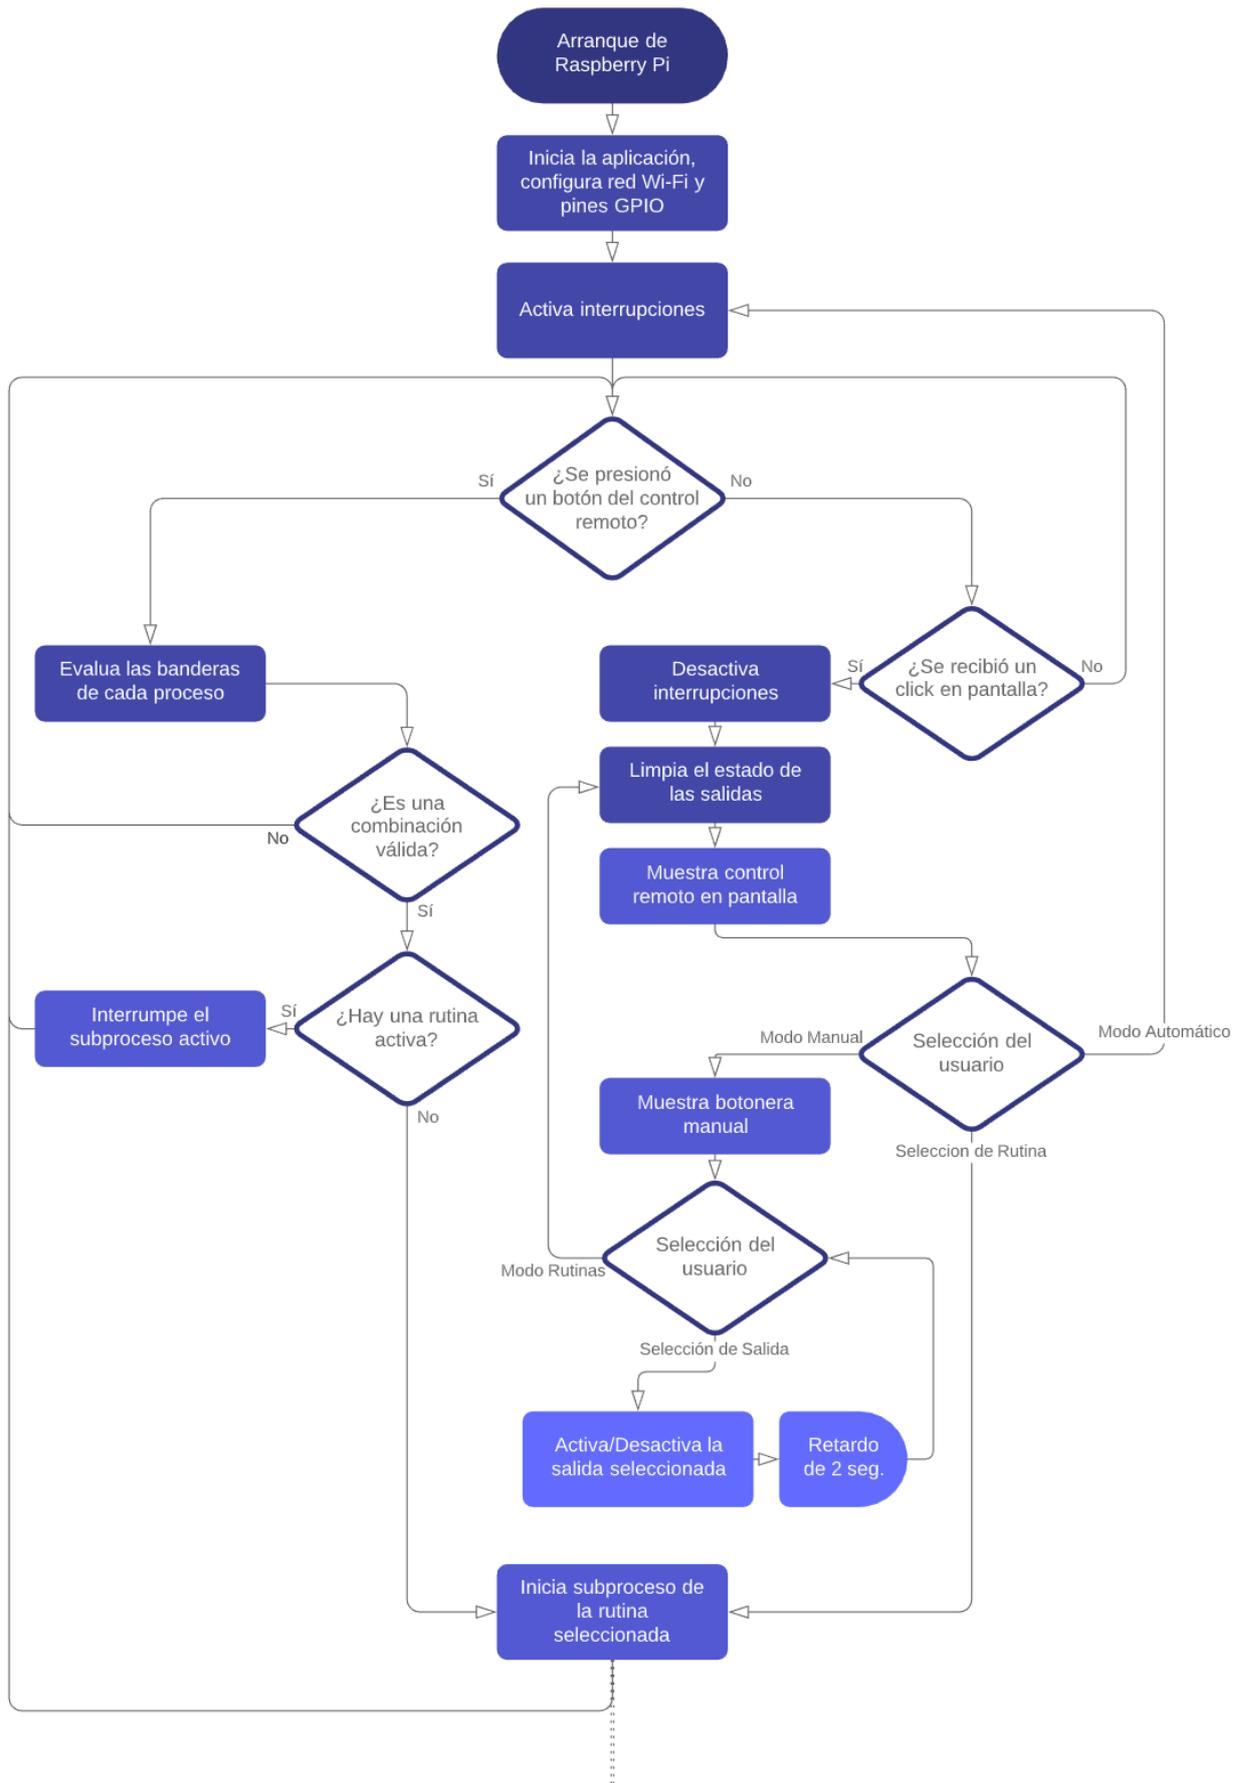 Arranque de
Raspberry Pi
Inicia la aplicación,
configura red Wi-Fi y
pines GPIO
Activa interrupciones
¿Se presionó
un botón del control
remoto?
Sí
No
Evalua las banderas
de cada proceso
Desactiva
interrupciones
Sí
¿Se recibió un
click en pantalla?
No
Limpia el estado de
las salidas
¿Es una
combinación
válida?
No
Sí
Muestra control
remoto en pantalla
Interrumpe el
subproceso activo
Sí
¿Hay una rutina
activa?
No
Modo Manual
Selección del
usuario
Modo Automático
Muestra botonera
manual
Seleccion de Rutina
Selección del
usuario
Modo Rutinas
Selección de Salida
Activa/Desactiva la
salida seleccionada
Retardo
de 2 seg.
Inicia subproceso de
la rutina
seleccionada